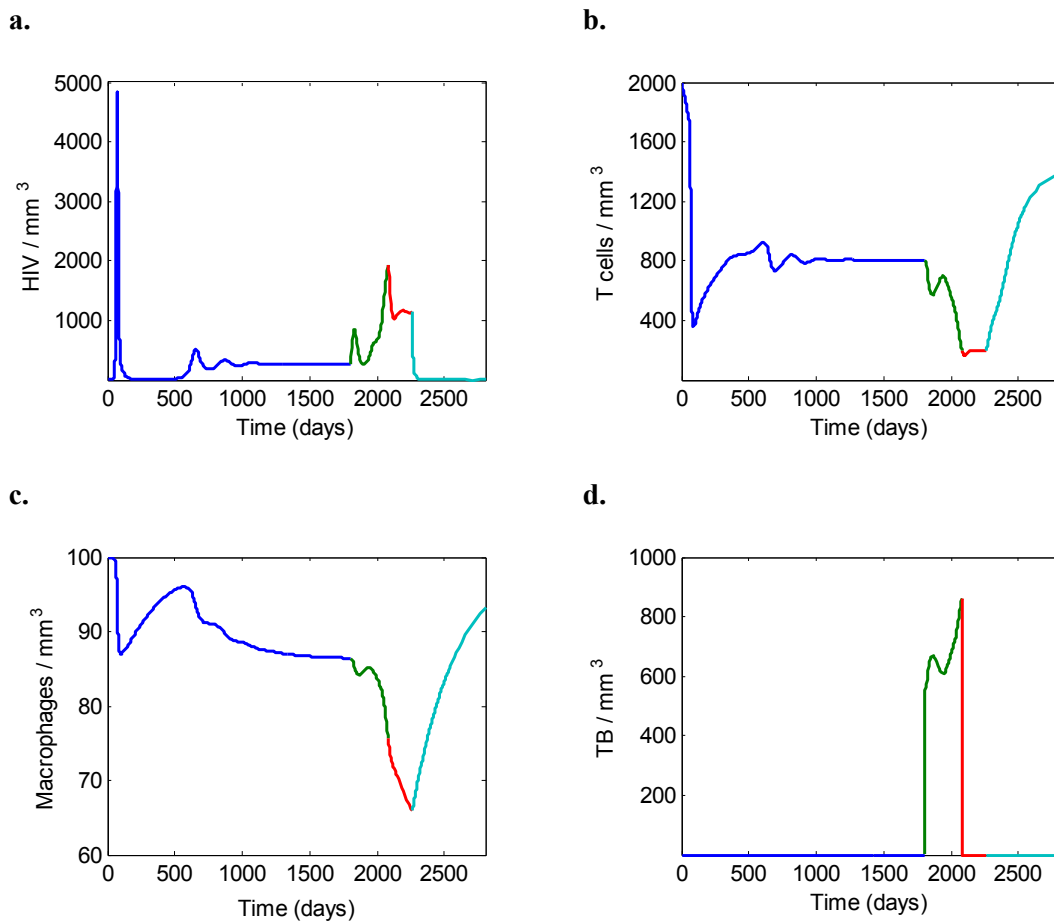 a.
5000
4000
3000
2000
1000
HIV / mm 3
0 500 1000 1500 2000 2500
Time (days)
b.
2000
1600
1200
800
400
T cells / mm 3
0 500 1000 1500 2000 2500
Time (days)
c.
100
90
80
70
60
Macrophages / mm 3
0 500 1000 1500 2000 2500
Time (days)
d.
1000
800
600
400
200
TB / mm 3
0 500 1000 1500 2000 2500
Time (days)